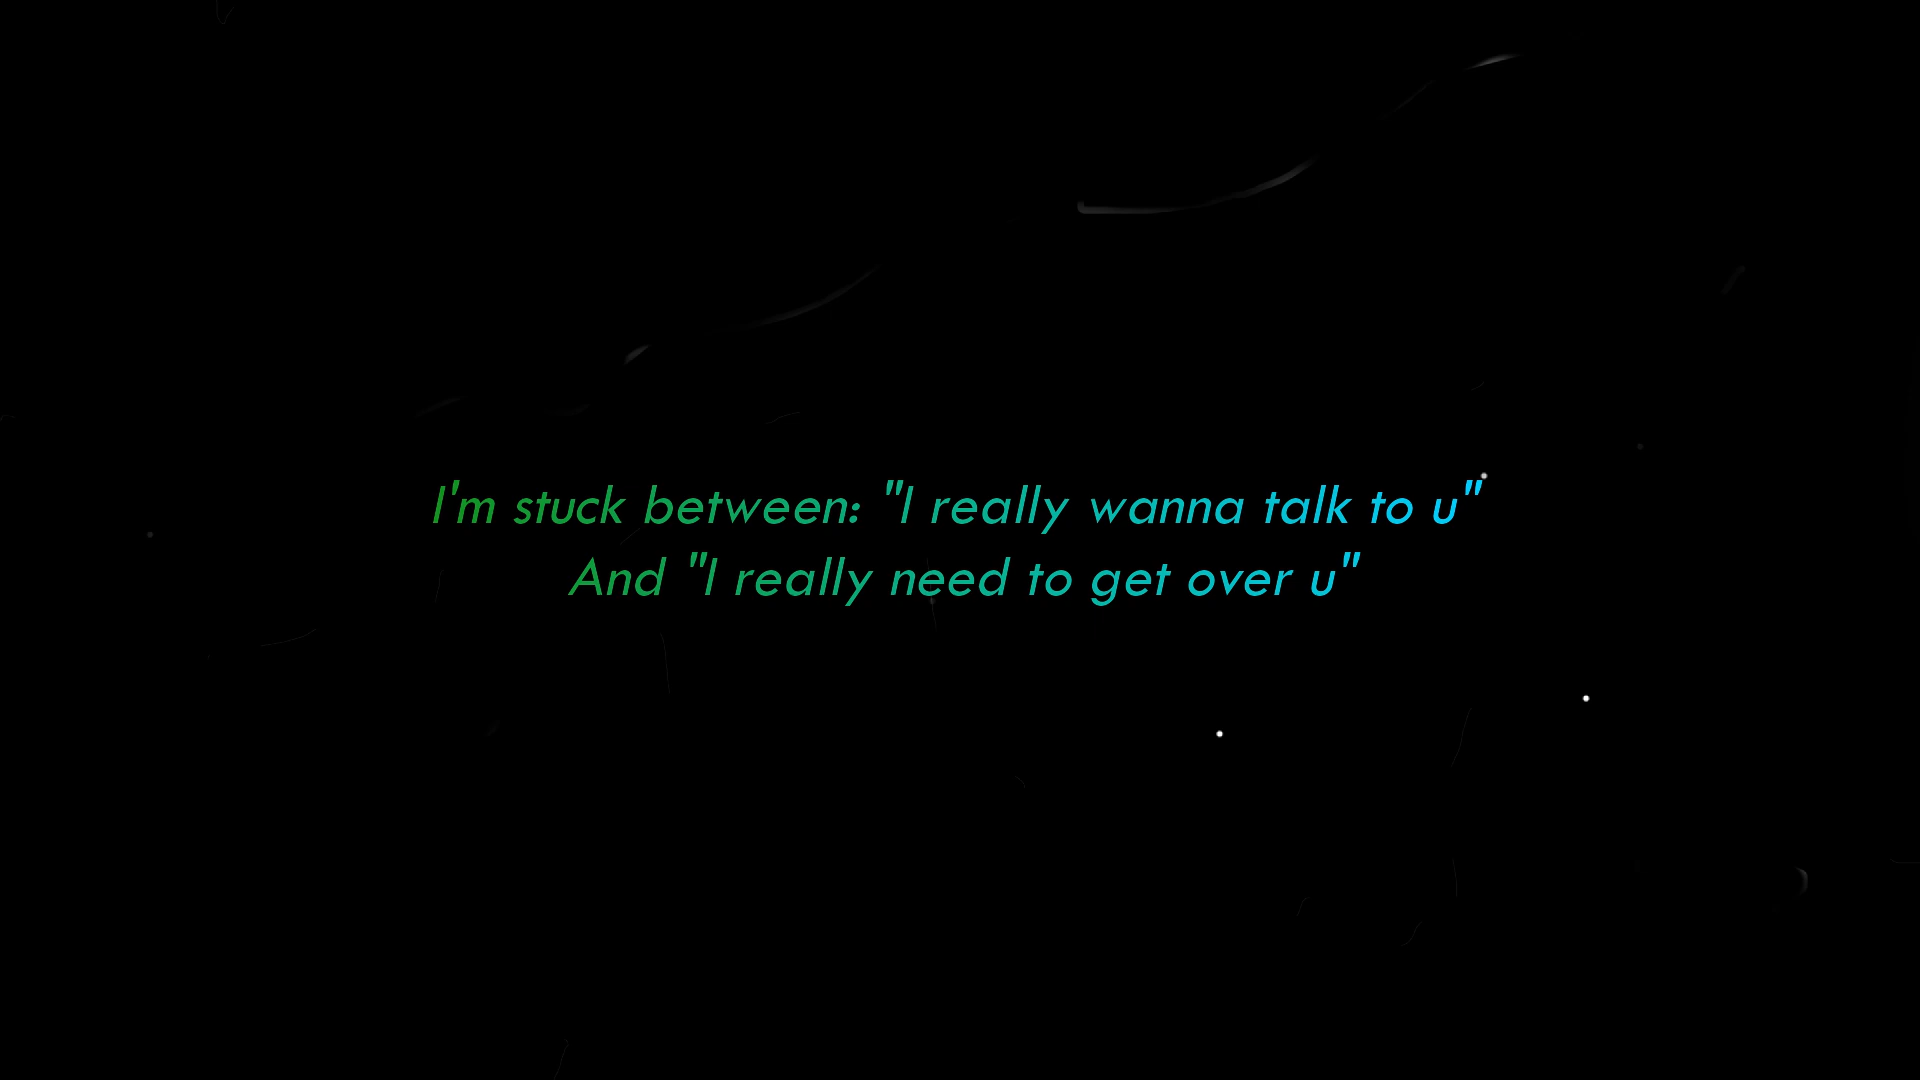 I'm stuck between: "I really wanna talk to u"
And "I really need to get over u"